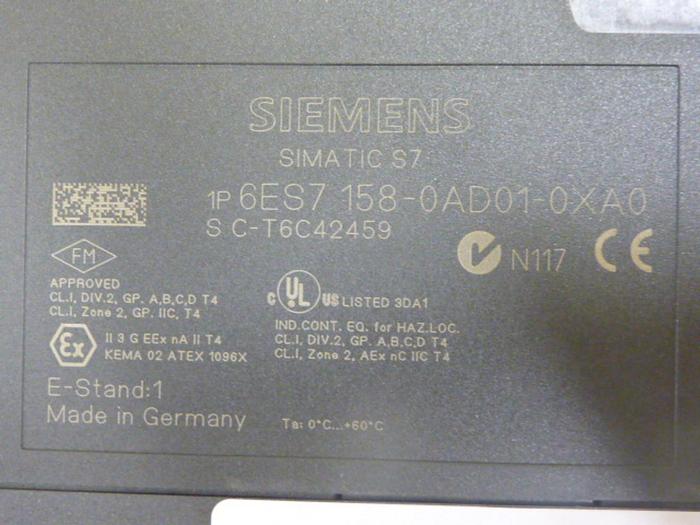 SIEMENS
SIMATIC S7
1P 6ES7 158-0AD01-0XA0
S C-T6C42459
FM
N117 CE
APPROVED
CL.I, DIV.2, GP. A,B,C,D T4
CL.I, Zone 2, GP. IIC, T4
c UL US LISTED 3DA1
IND.CONT. EQ. for HAZ.LOC.
CL.I, DIV.2, GP. A,B,C,D T4
CL.I, Zone 2, AEx nC IIC T4
Ex II 3 G EEx nA II T4
KEMA 02 ATEX 1096X
E-Stand:1
Made in Germany
Ta: 0°C...+60°C